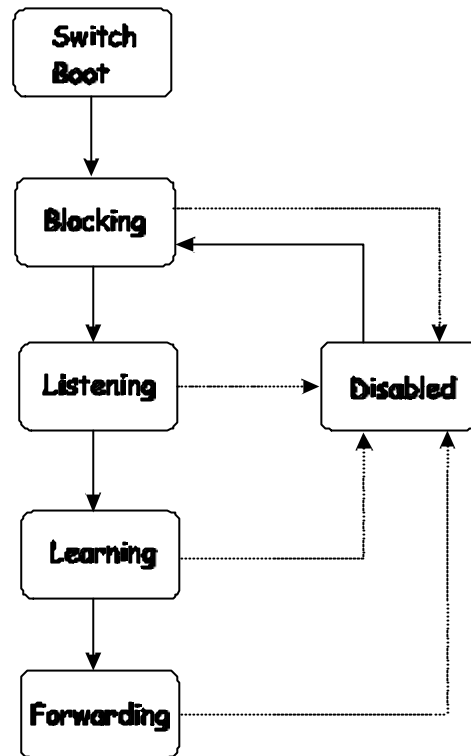 Switch
Boot
Blocking
Listening
Disabled
Learning
Forwarding